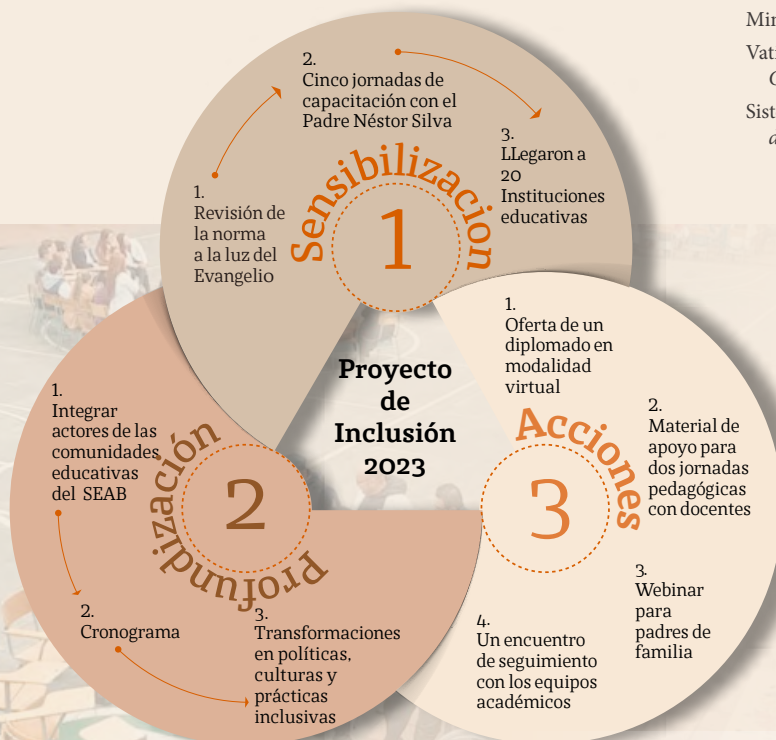 Proyecto
de
Inclusión
2023
Sensibilizacion
1
1.
Revisión de
la norma
a la luz del
Evangelio
2.
Cinco jornadas de
capacitación con el
Padre Néstor Silva
3.
LLegaron a
20
Instituciones
educativas
Profundización
2
1.
Integrar
actores de las
comunidades
educativas
del SEAB
2.
Cronograma
3.
Transformaciones
en políticas,
culturas y
prácticas
inclusivas
Acciones
3
1.
Oferta de un
diplomado en
modalidad
virtual
2.
Material de
apoyo para
dos jornadas
pedagógicas
con docentes
3.
Webinar
para
padres de
familia
4.
Un encuentro
de seguimiento
con los equipos
académicos